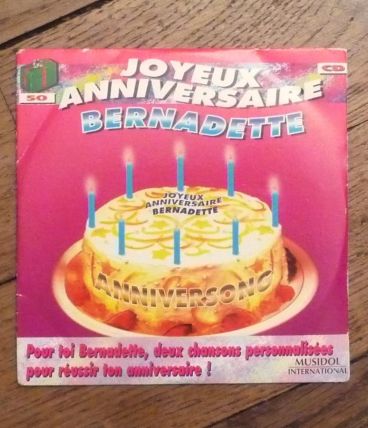 JOYEUX
ANNIVERSAIRE
BERNADETTE
50
CD
JOYEUX
ANNIVERSAIRE
BERNADETTE
ANNIVERSONG
Pour toi Bernadette, deux chansons personnalisées
pour réussir ton anniversaire !
MUSIDOL
INTERNATIONAL